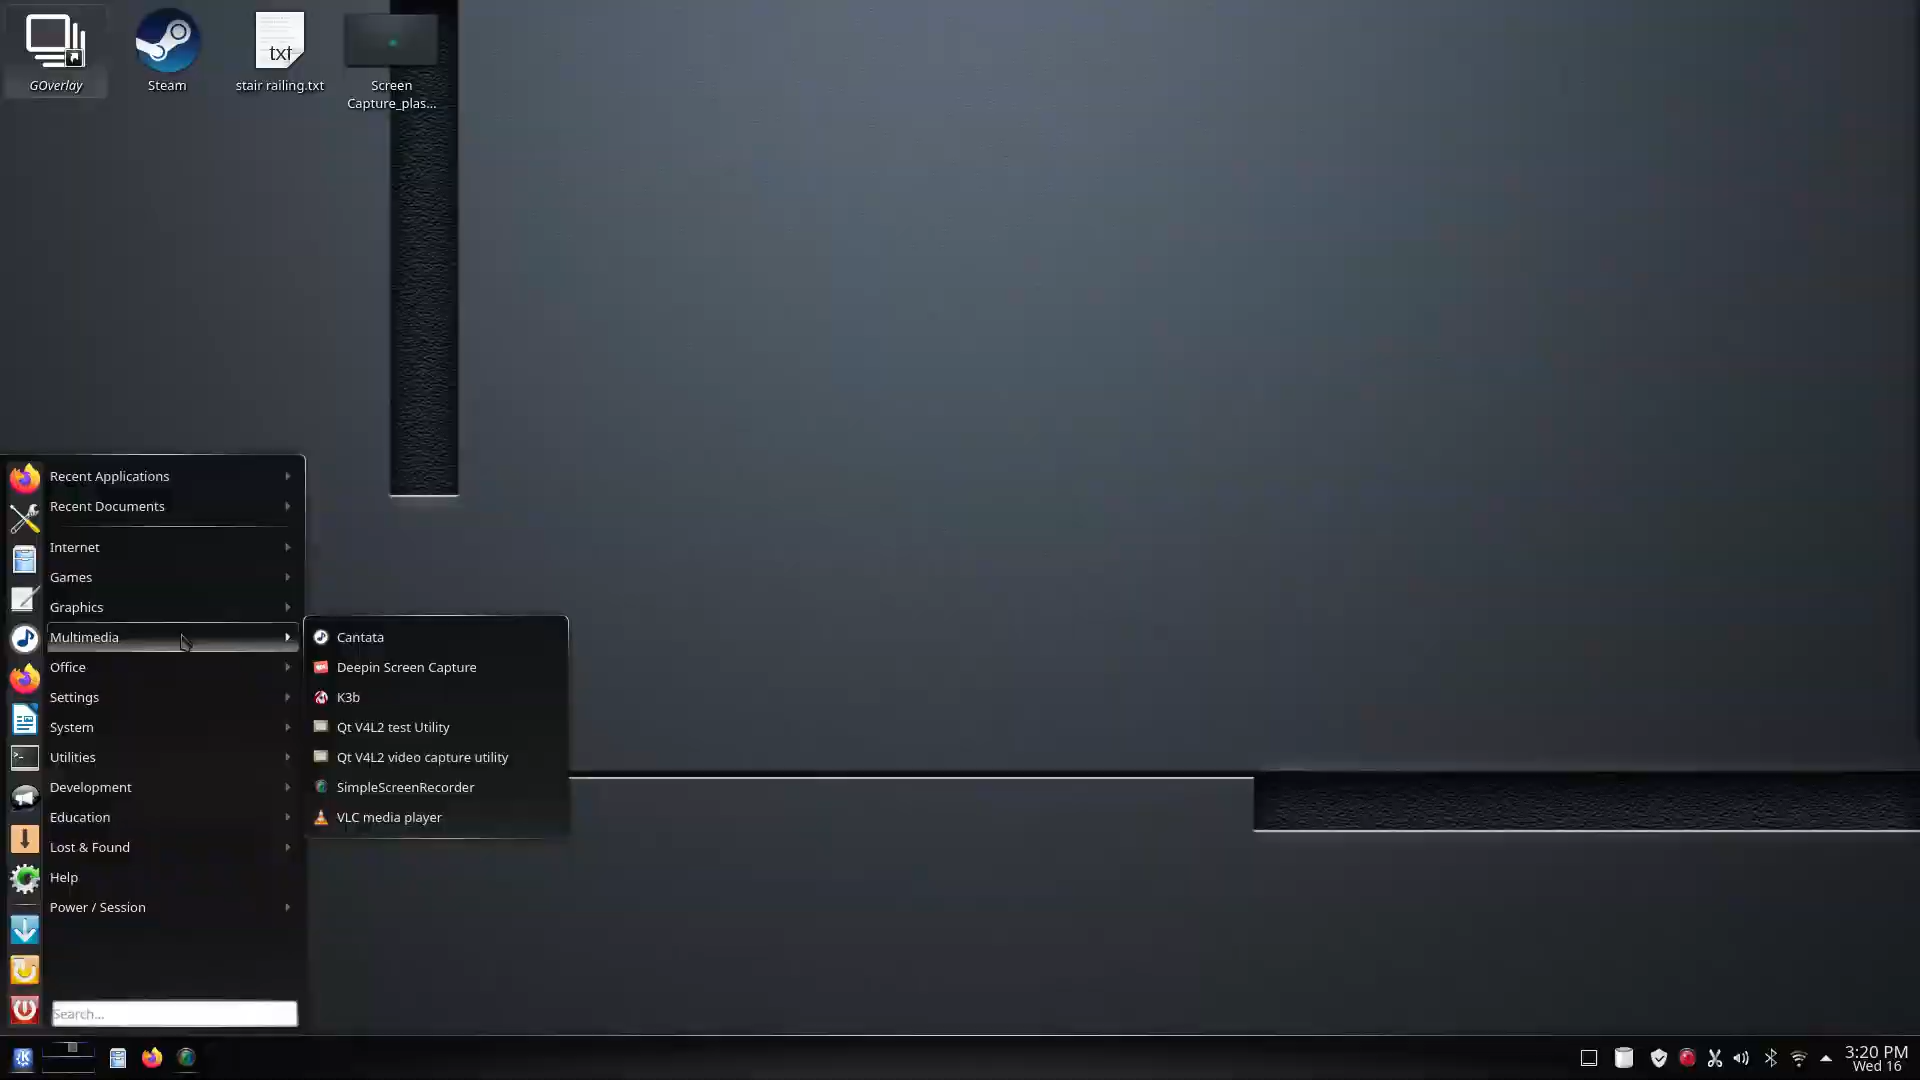 GOverlay
Steam
txt
stair railing.txt
Screen
Capture_plas...
Recent Applications
Recent Documents
Internet
Games
Graphics
Multimedia
Office
Settings
System
Utilities
Development
Education
Lost & Found
Help
Power / Session
Search...
Cantata
Deepin Screen Capture
K3b
Qt V4L2 test Utility
Qt V4L2 video capture utility
SimpleScreenRecorder
VLC media player
3:20 PM
Wed 16